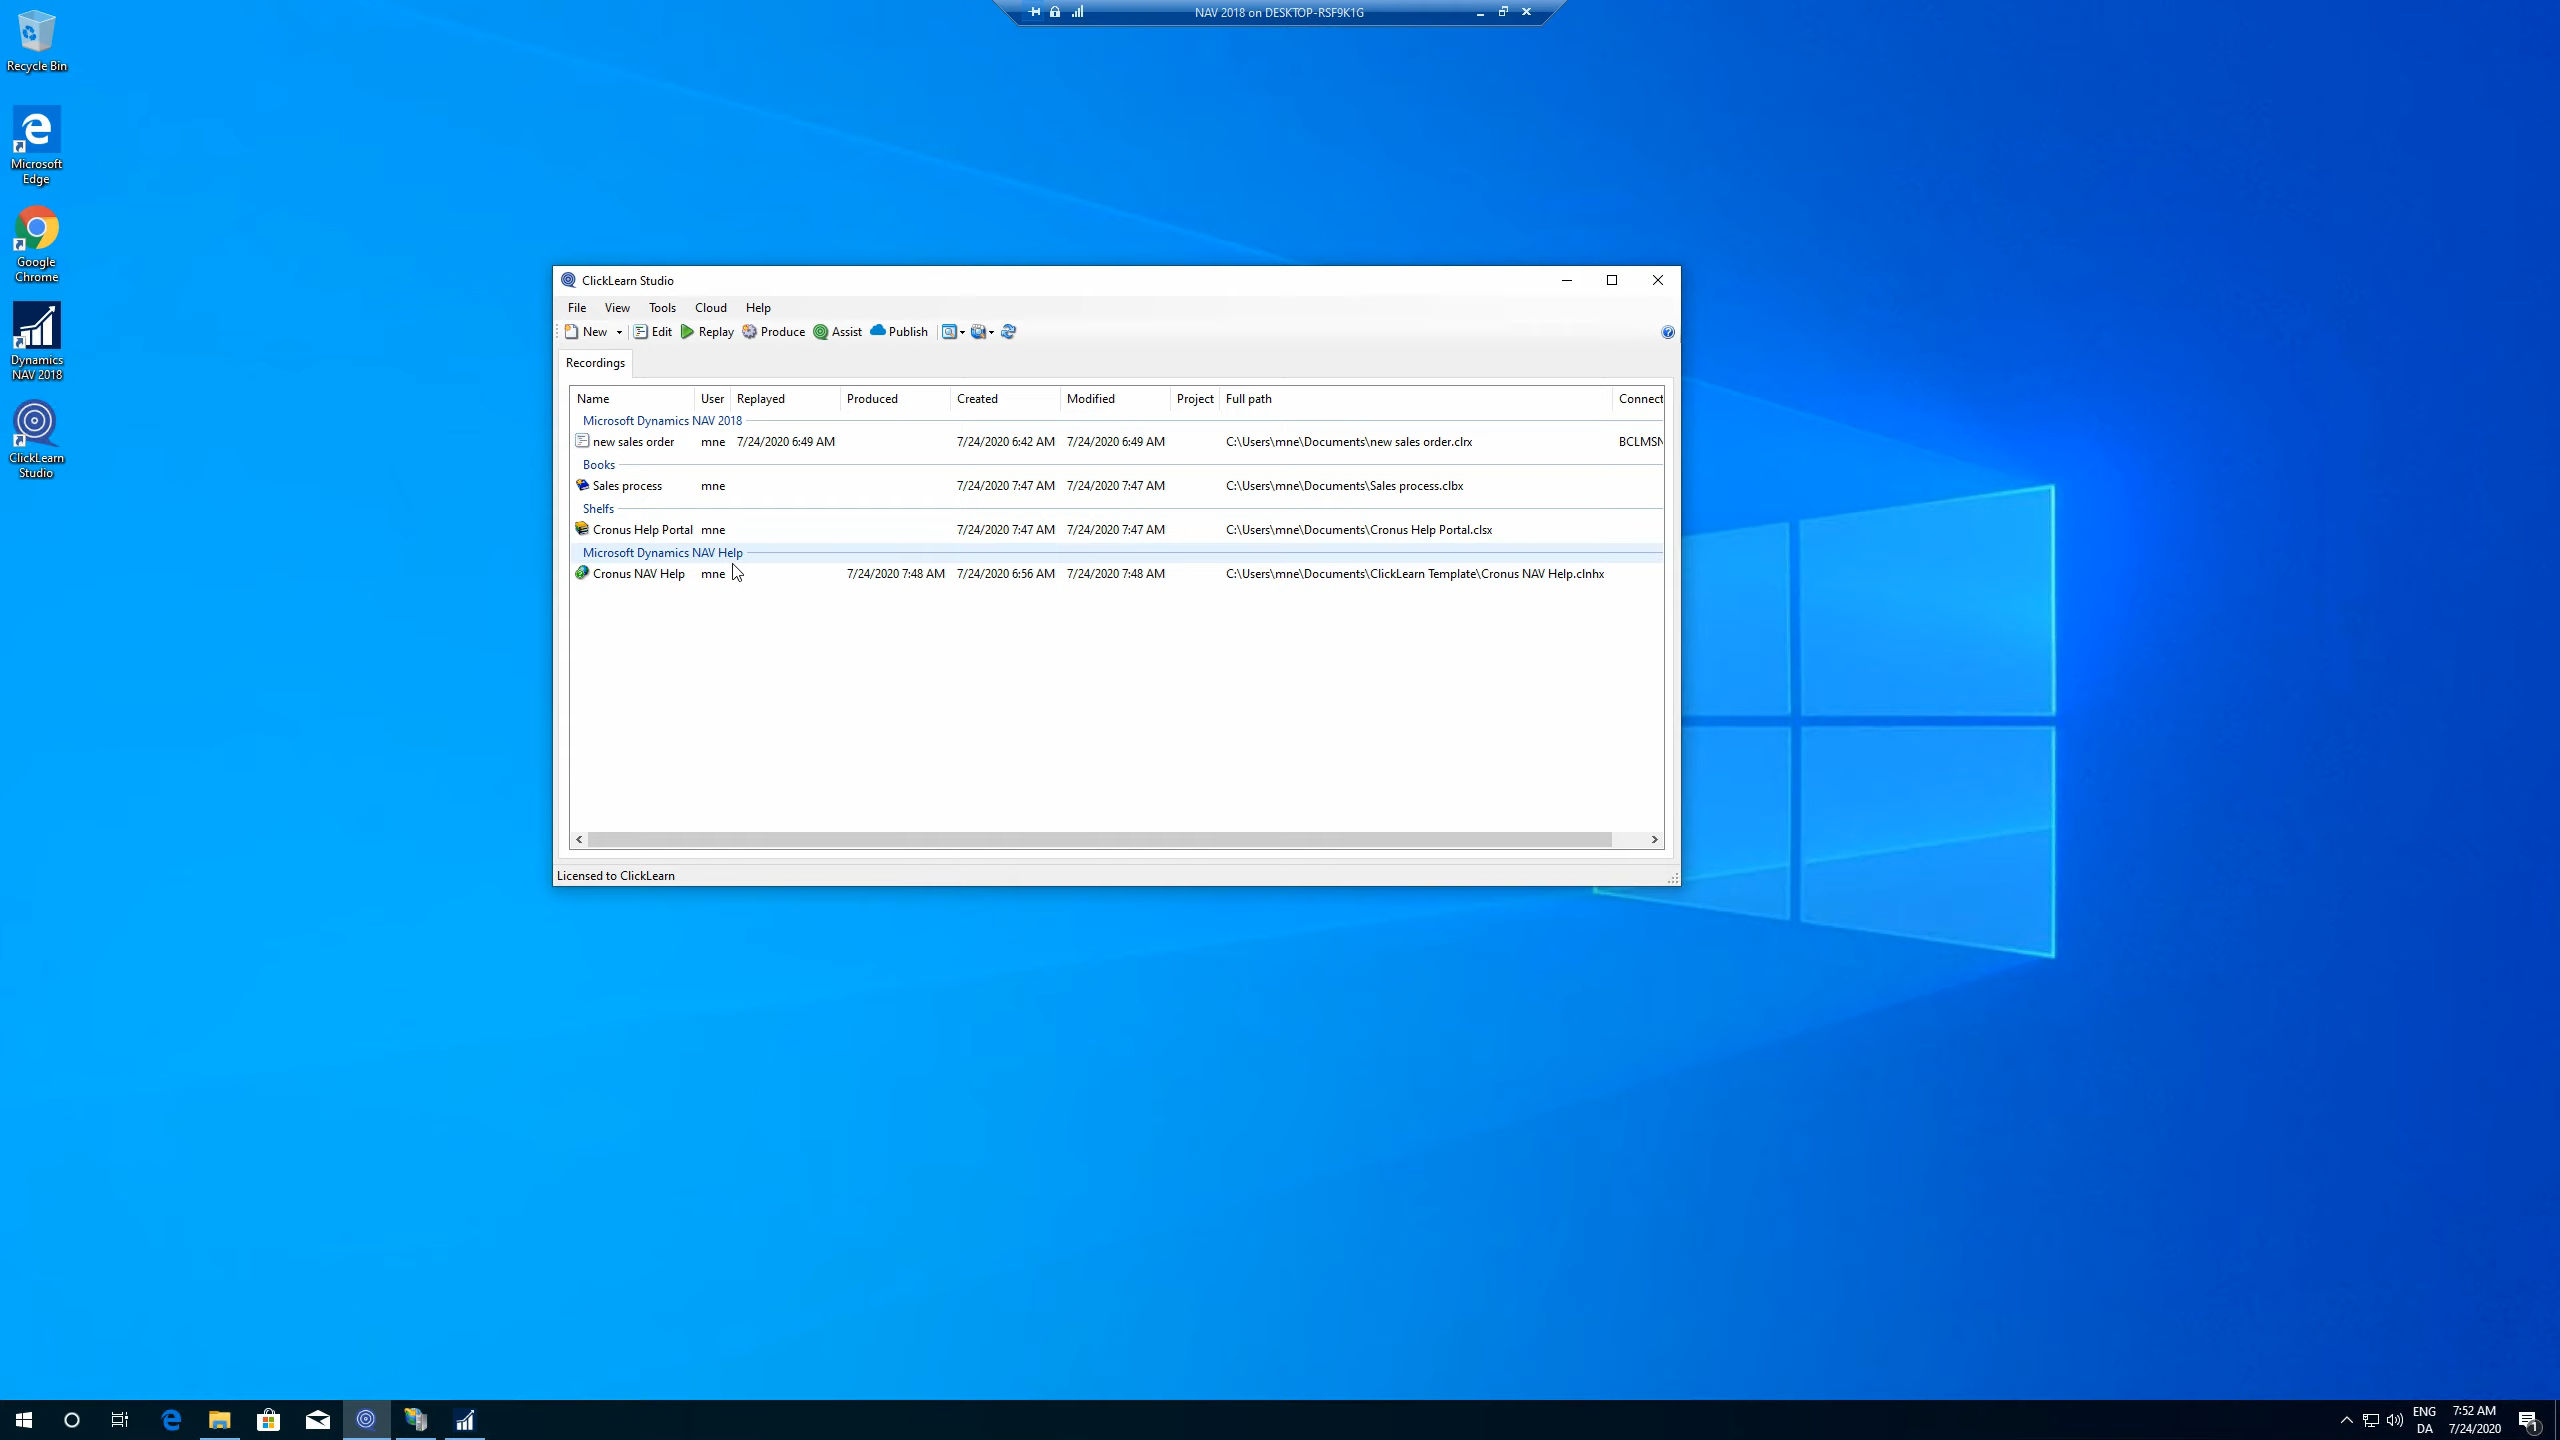 NAV 2018 on DESKTOP-RSF9K1G
Recycle Bin
Microsoft
Edge
Google
Chrome
Dynamics
NAV 2018
ClickLearn
Studio
ClickLearn Studio
File View Tools Cloud Help
New Edit Replay Produce Assist Publish
Recordings
Name User Replayed Produced Created Modified Project Full path Connect
Microsoft Dynamics NAV 2018
new sales order mne 7/24/2020 6:49 AM 7/24/2020 6:42 AM 7/24/2020 6:49 AM C:\Users\mne\Documents\new sales order.clrx BCLMSN
Books
Sales process mne 7/24/2020 7:47 AM 7/24/2020 7:47 AM C:\Users\mne\Documents\Sales process.clbx
Shelfs
Cronus Help Portal mne 7/24/2020 7:47 AM 7/24/2020 7:47 AM C:\Users\mne\Documents\Cronus Help Portal.clsx
Microsoft Dynamics NAV Help
Cronus NAV Help mne 7/24/2020 7:48 AM 7/24/2020 6:56 AM 7/24/2020 7:48 AM C:\Users\mne\Documents\ClickLearn Template\Cronus NAV Help.clnhx
Licensed to ClickLearn
ENG
DA
7:52 AM
7/24/2020
1